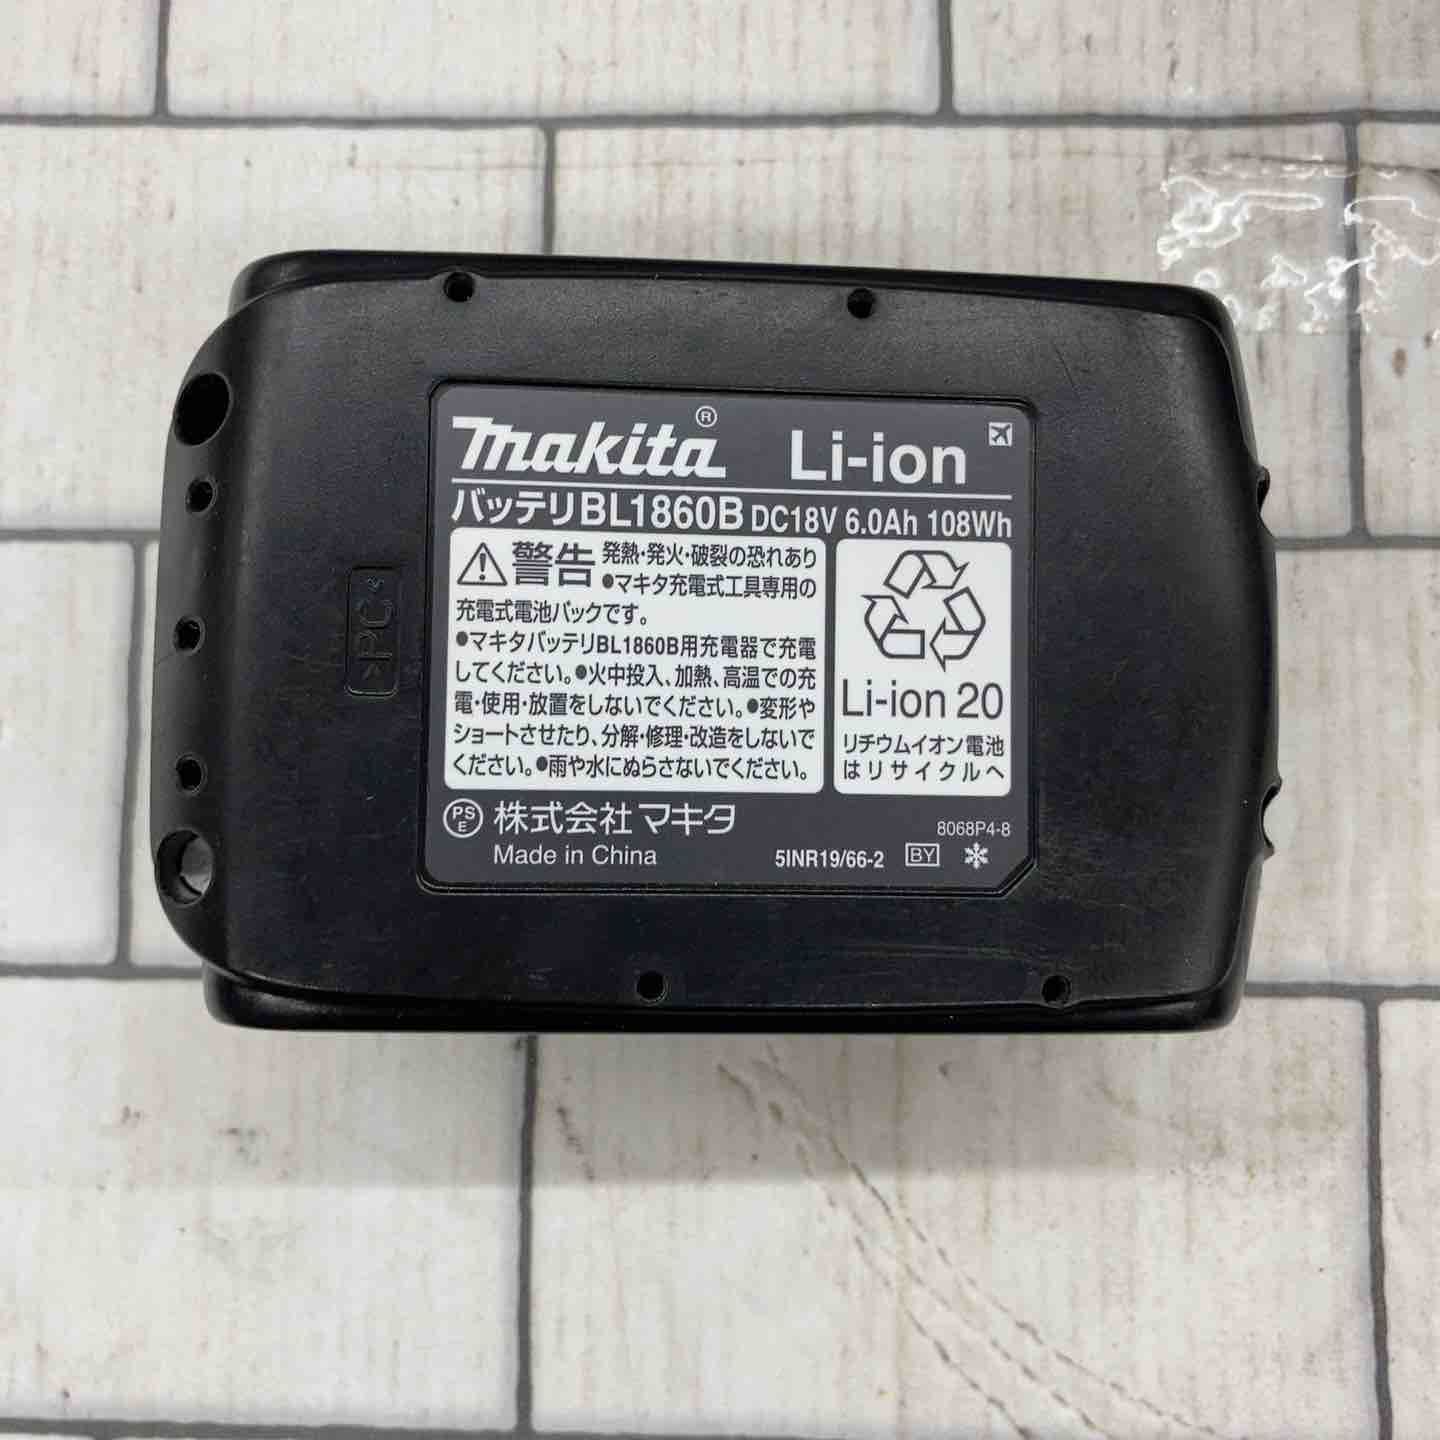 makita® Li-ion
バッテリBL1860B DC18V 6.0Ah 108Wh
警告 発熱・発火・破裂の恐れあり
●マキタ充電式工具専用の
充電式電池パックです。
●マキタバッテリBL1860B用充電器で充電
してください。●火中投入、加熱、高温での充
電・使用・放置をしないでください。●変形や
ショートさせたり、分解・修理・改造をしないで
ください。●雨や水にぬらさないでください。
Li-ion 20
リチウムイオン電池
はリサイクルへ
PS
E
株式会社マキタ
8068P4-8
Made in China
5INR19/66-2 BY
>PC<